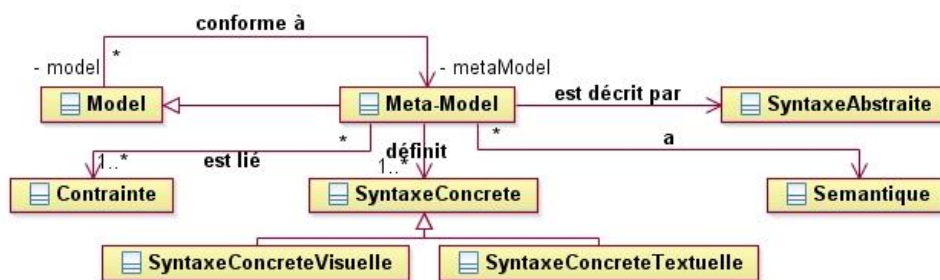 conforme à
*
- model
- metaModel
Model
Meta-Model
est décrit par
SyntaxeAbstraite
*
*
a
1..*
est lié
définit
1..*
Contrainte
SyntaxeConcrete
Semantique
SyntaxeConcreteVisuelle
SyntaxeConcreteTextuelle